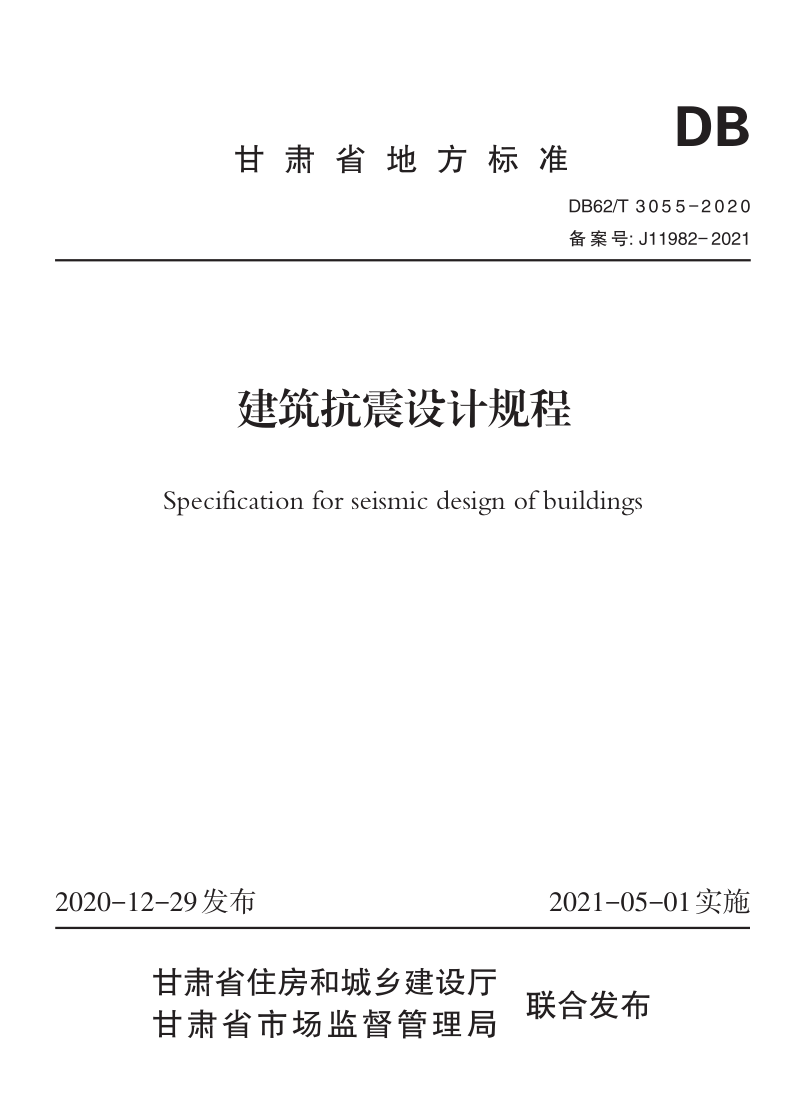 DB
甘肃省地方标准
DB62/T 3055-2020
备案号: J11982-2021
建筑抗震设计规程
Specification for seismic design of buildings
2020-12-29发布
2021-05-01实施
甘肃省住房和城乡建设厅
甘肃省市场监督管理局
联合发布